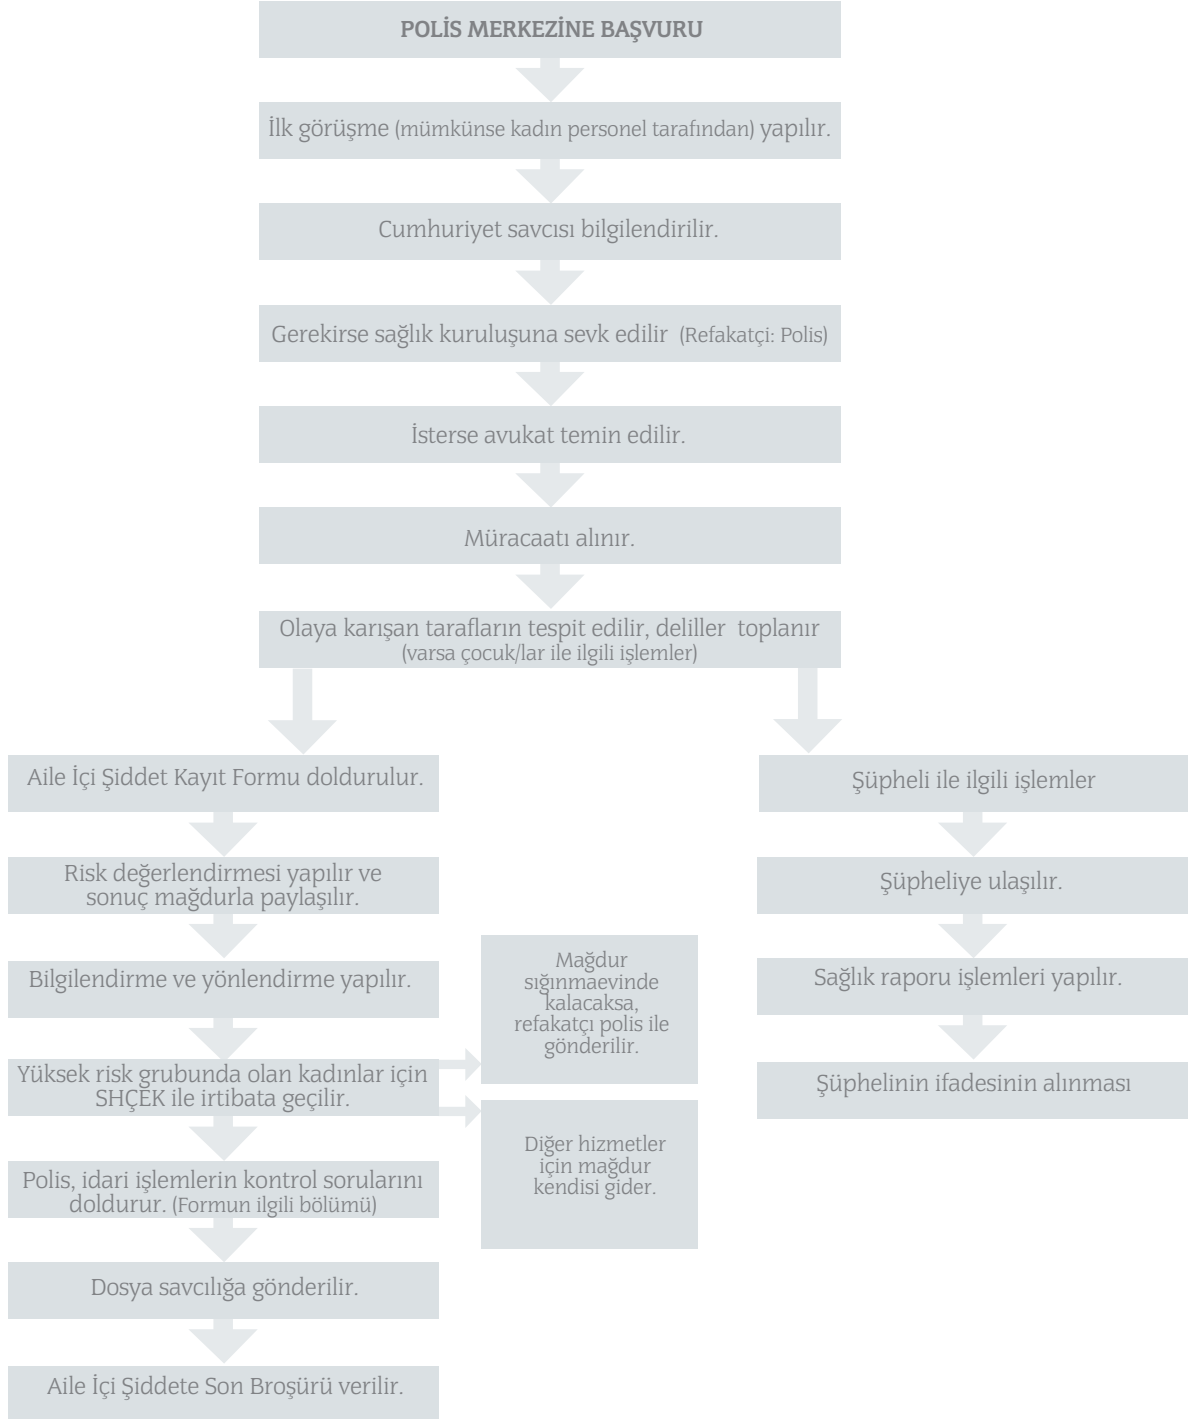 POLİS MERKEZİNE BAŞVURU
İlk görüşme (mümkünse kadın personel tarafından) yapılır.
Cumhuriyet savcısı bilgilendirilir.
Gerekirse sağlık kuruluşuna sevk edilir (Refakatçi: Polis)
İsterse avukat temin edilir.
Müracaatı alınır.
Olaya karışan tarafların tespit edilir, deliller toplanır
(varsa çocuk/lar ile ilgili işlemler)
Aile İçi Şiddet Kayıt Formu doldurulur.
Risk değerlendirmesi yapılır ve
sonuç mağdurla paylaşılır.
Bilgilendirme ve yönlendirme yapılır.
Yüksek risk grubunda olan kadınlar için
SHÇEK ile irtibata geçilir.
Mağdur
sığınmaevinde
kalacaksa,
refakatçı polis ile
gönderilir.
Diğer hizmetler
için mağdur
kendisi gider.
Polis, idari işlemlerin kontrol sorularını
doldurur. (Formun ilgili bölümü)
Dosya savcılığa gönderilir.
Aile İçi Şiddete Son Broşürü verilir.
Şüpheli ile ilgili işlemler
Şüpheliye ulaşılır.
Sağlık raporu işlemleri yapılır.
Şüphelinin ifadesinin alınması